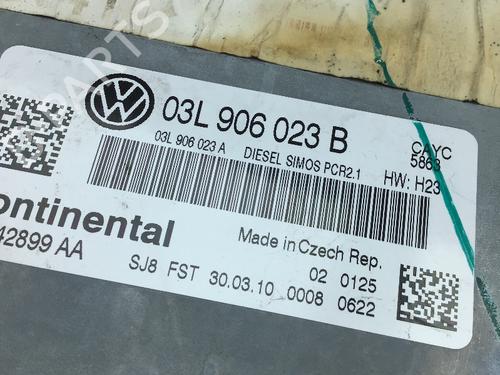 03L 906 023 B
03L 906 023 A DIESEL SIMOS PCR2.1
CAYC
5863
HW: H23
ontinental
42899 AA
Made in Czech Rep.
02 0125
SJ8 FST 30.03.10 0008 0622